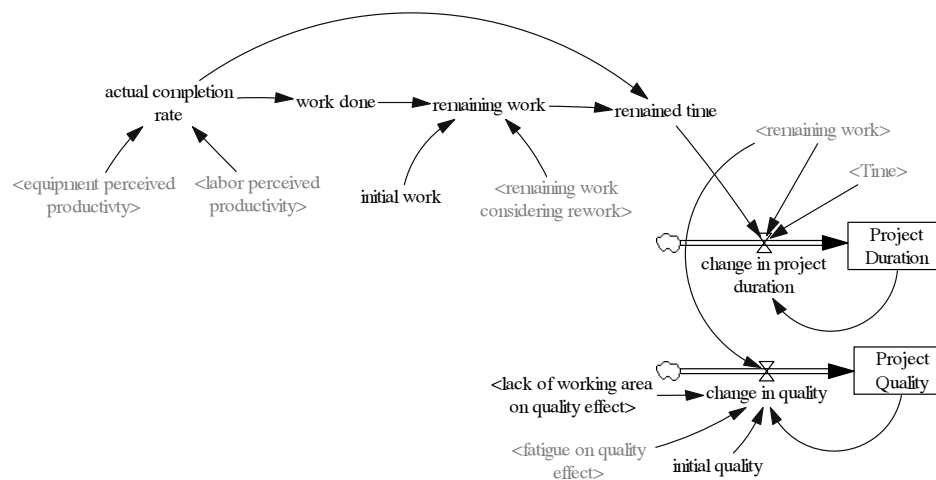 actual completion
rate
work done
remaining work
remained time
<remaining work>
<Time>
<equipment perceived
productivty>
<labor perceived
productivity>
initial work
<remaining work
considering rework>
change in project
duration
Project
Duration
<lack of working area
on quality effect>
change in quality
Project
Quality
<fatigue on quality
effect>
initial quality